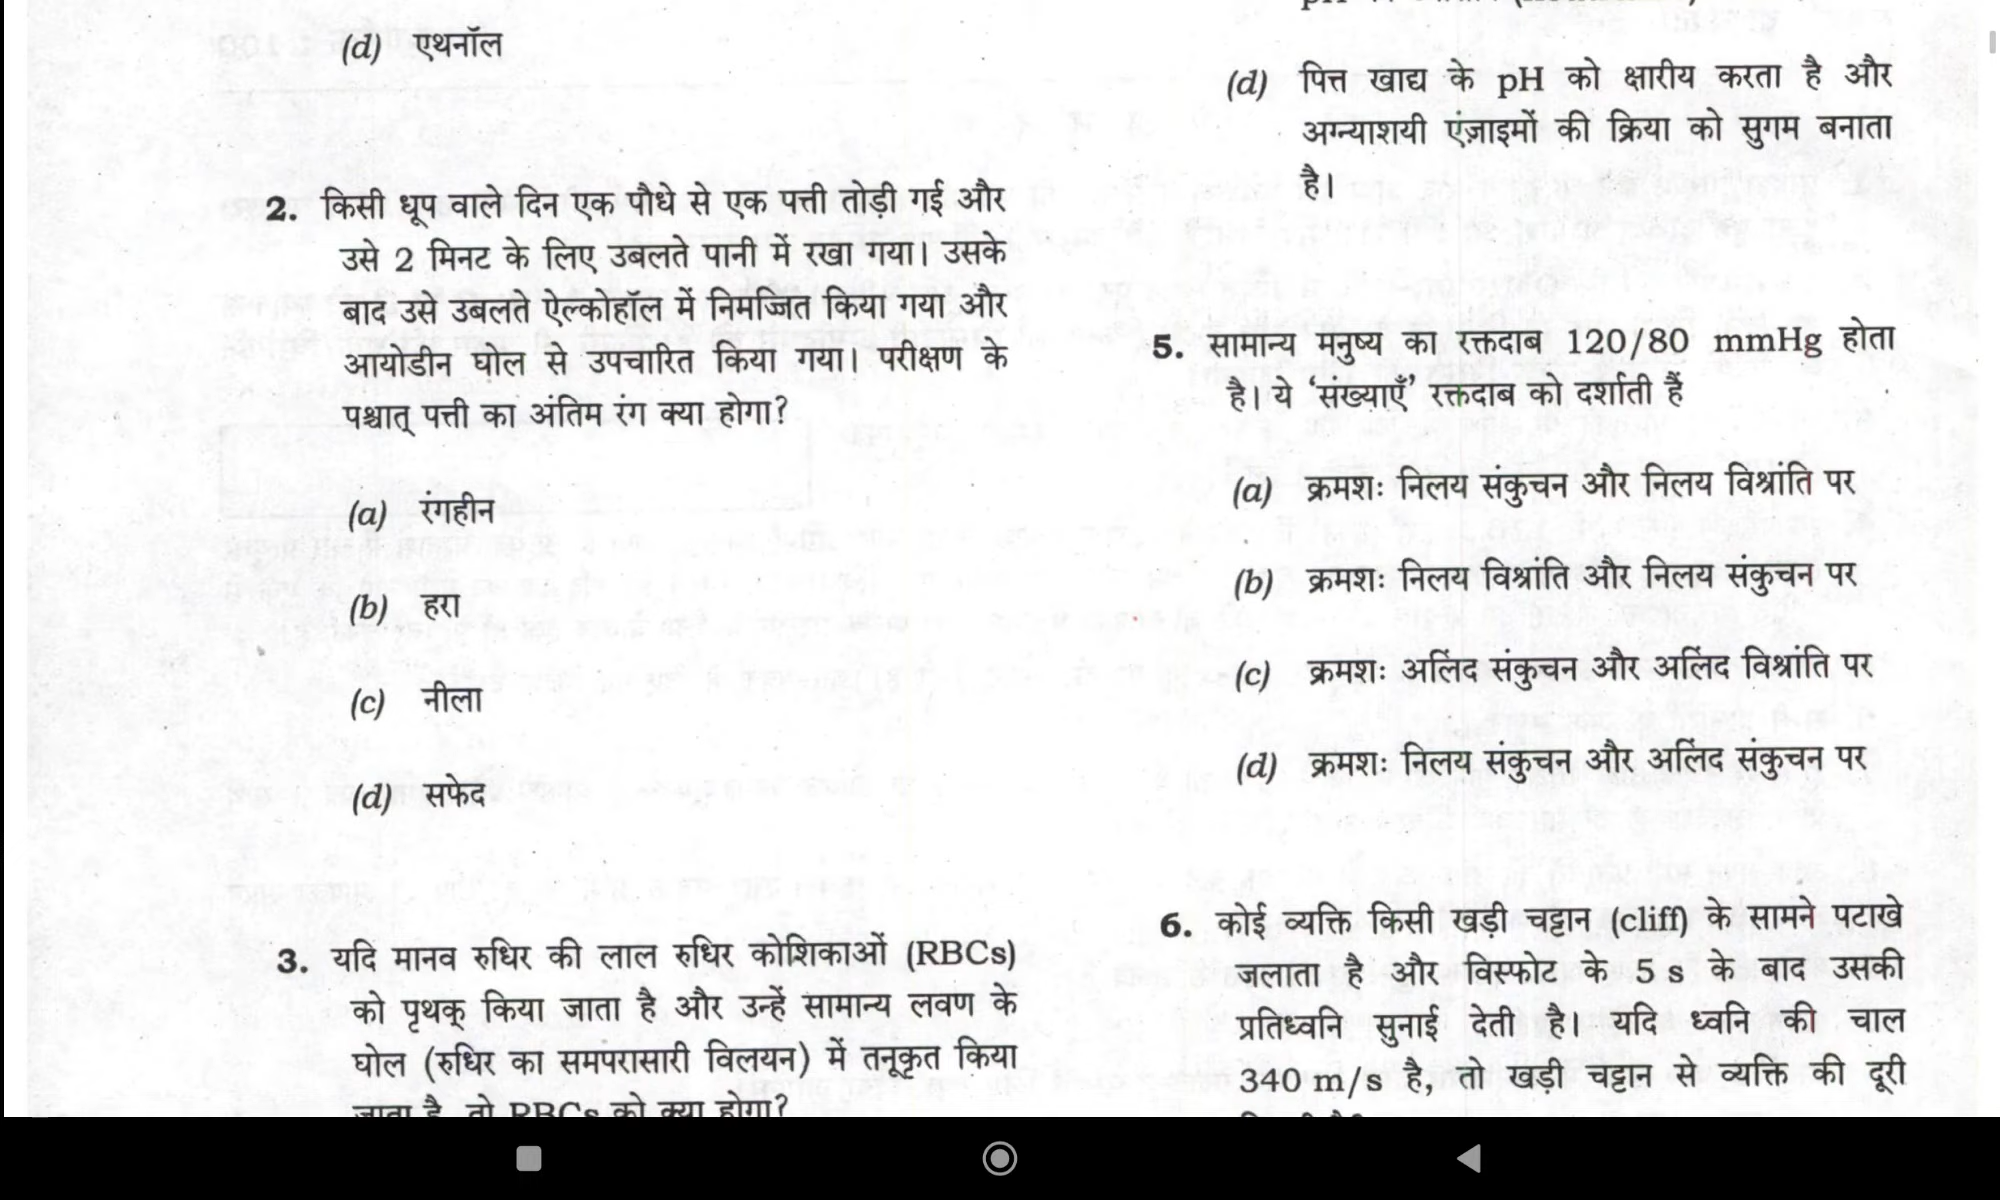 (d) एथनॉल
2. किसी धूप वाले दिन एक पौधे से एक पत्ती तोड़ी गई और
उसे 2 मिनट के लिए उबलते पानी में रखा गया। उसके
बाद उसे उबलते ऐल्कोहॉल में निमज्जित किया गया और
आयोडीन घोल से उपचारित किया गया। परीक्षण के
पश्चात् पत्ती का अंतिम रंग क्या होगा?
(a) रंगहीन
(b) हरा
(c) नीला
(d) सफेद
3. यदि मानव रुधिर की लाल रुधिर कोशिकाओं (RBCs)
को पृथक् किया जाता है और उन्हें सामान्य लवण के
घोल (रुधिर का समपरासारी विलयन) में तनूकृत किया
जाता है, तो RBCs को क्या होगा?
(d) पित्त खाद्य के pH को क्षारीय करता है और
अग्न्याशयी एंज़ाइमों की क्रिया को सुगम बनाता
है।
5. सामान्य मनुष्य का रक्तदाब 120/80 mmHg होता
है। ये ‘संख्याएँ’ रक्तदाब को दर्शाती हैं
(a) क्रमशः निलय संकुचन और निलय विश्रांति पर
(b) क्रमशः निलय विश्रांति और निलय संकुचन पर
(c) क्रमशः अलिंद संकुचन और अलिंद विश्रांति पर
(d) क्रमशः निलय संकुचन और अलिंद संकुचन पर
6. कोई व्यक्ति किसी खड़ी चट्टान (cliff) के सामने पटाखे
जलाता है और विस्फोट के 5 s के बाद उसकी
प्रतिध्वनि सुनाई देती है। यदि ध्वनि की चाल
340 m/s है, तो खड़ी चट्टान से व्यक्ति की दूरी